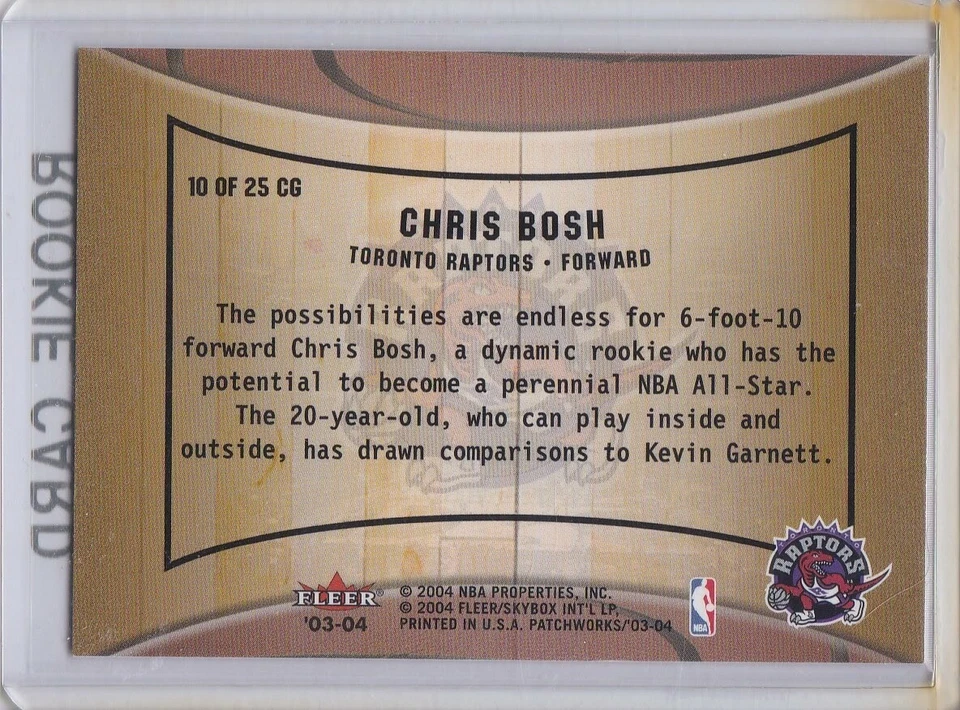 ROOKIE CARD
10 OF 25 CG
CHRIS BOSH
TORONTO RAPTORS • FORWARD
The possibilities are endless for 6-foot-10
forward Chris Bosh, a dynamic rookie who has the
potential to become a perennial NBA All-Star.
The 20-year-old, who can play inside and
outside, has drawn comparisons to Kevin Garnett.
TORONTO
RAPTORS
FLEER
'03-04
© 2004 NBA PROPERTIES, INC.
© 2004 FLEER/SKYBOX INT'L LP,
PRINTED IN U.S.A. PATCHWORKS/'03-04
NBA